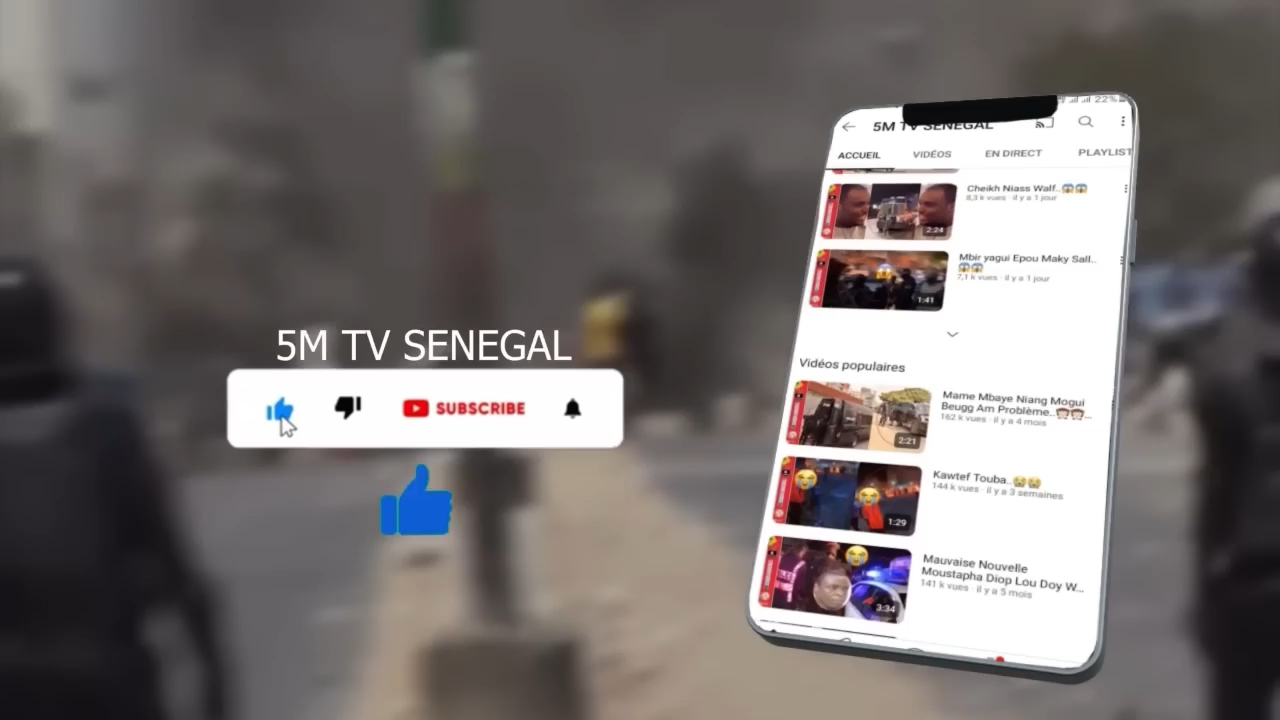 5M TV SENEGAL
SUBSCRIBE
22%
5M TV SENEGAL
ACCUEIL
VIDÉOS
EN DIRECT
PLAYLIST
Cheikh Niass Walf..😱😱
8,3 k vues · il y a 1 jour
2:24
Mbir yagui Epou Maky Sall..
😱😱
7,1 k vues · il y a 1 jour
1:41
Vidéos populaires
Mame Mbaye Niang Mogui
Beugg Am Problème..
162 k vues · il y a 4 mois
2:21
Kawtef Touba..😭😭
144 k vues · il y a 3 semaines
1:29
Mauvaise Nouvelle
Moustapha Diop Lou Doy W...
141 k vues · il y a 5 mois
3:34